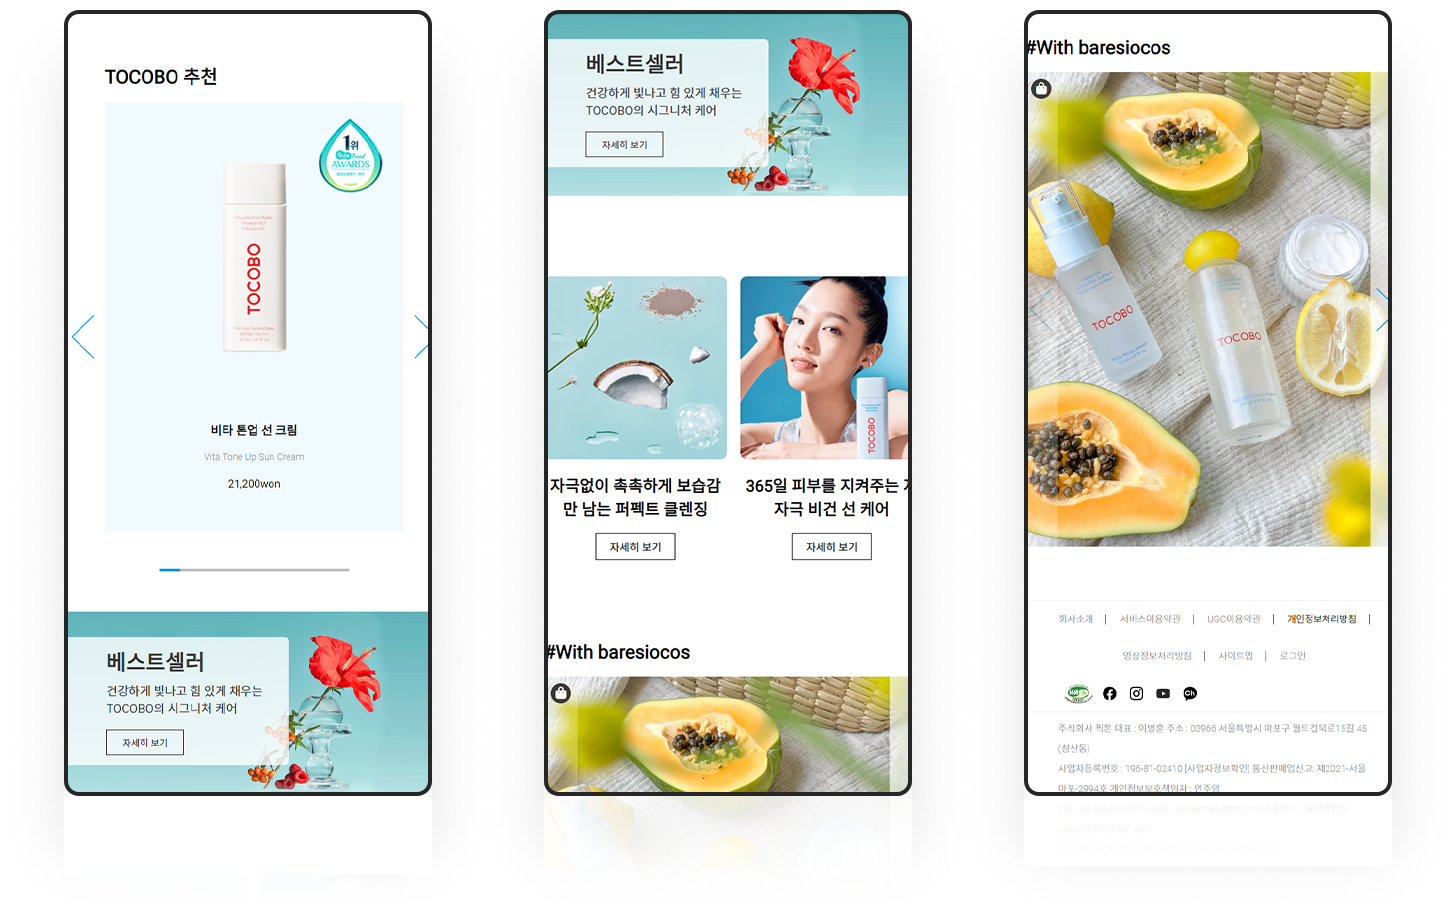 TOCOBO 추천
1위
Vita Trend
AWARDS
TOCOBO
비타 톤업 선 크림
Vita Tone Up Sun Cream
21,200won
베스트셀러
건강하게 빛나고 힘 있게 채우는
TOCOBO의 시그니처 케어
자세히 보기
베스트셀러
건강하게 빛나고 힘 있게 채우는
TOCOBO의 시그니처 케어
자세히 보기
TOCOBO
자극없이 촉촉하게 보습감
만 남는 퍼펙트 클렌징
자세히 보기
365일 피부를 지켜주는
자극 비건 선 케어
자세히 보기
#With baresiocos
#With baresiocos
TOCOBO
TOCOBO
회사소개 | 서비스이용약관 | UGC이용약관 | 개인정보처리방침 |
영상정보처리방침 | 사이트맵 | 로그인
Ch
주식회사 픽톤 대표 : 이병훈 주소 : 03966 서울특별시 마포구 월드컵북로15길 45
(성산동)
사업자등록번호 : 196-81-02410 [사업자정보확인] 통신판매업신고: 제2021-서울
마포-2994호 개인정보보호책임자 : 안주영